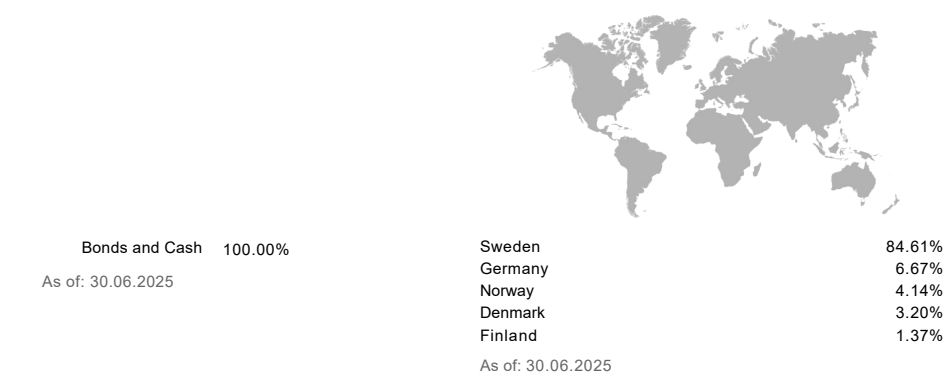 Bonds and Cash 100.00%
As of: 30.06.2025
Sweden 84.61%
Germany 6.67%
Norway 4.14%
Denmark 3.20%
Finland 1.37%
As of: 30.06.2025